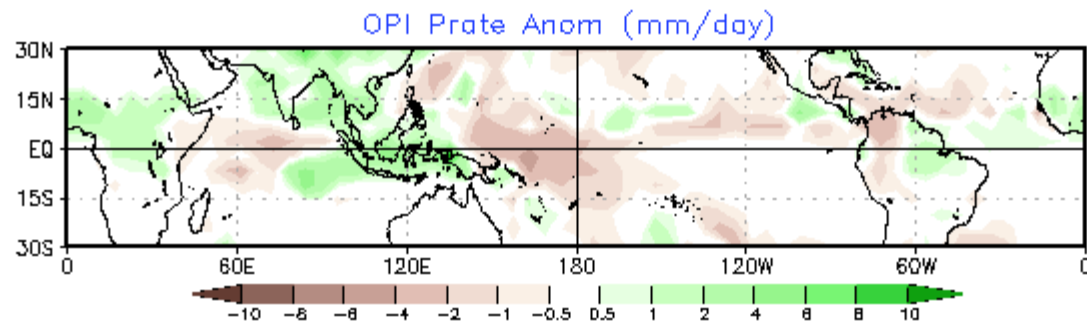 OPI Prate Anom (mm/day)
30N
15N
EQ
15S
30S
0 60E 120E 180 120W 60W 0
-10 -8 -6 -4 -2 -1 -0.5 0.5 1 2 4 6 8 10